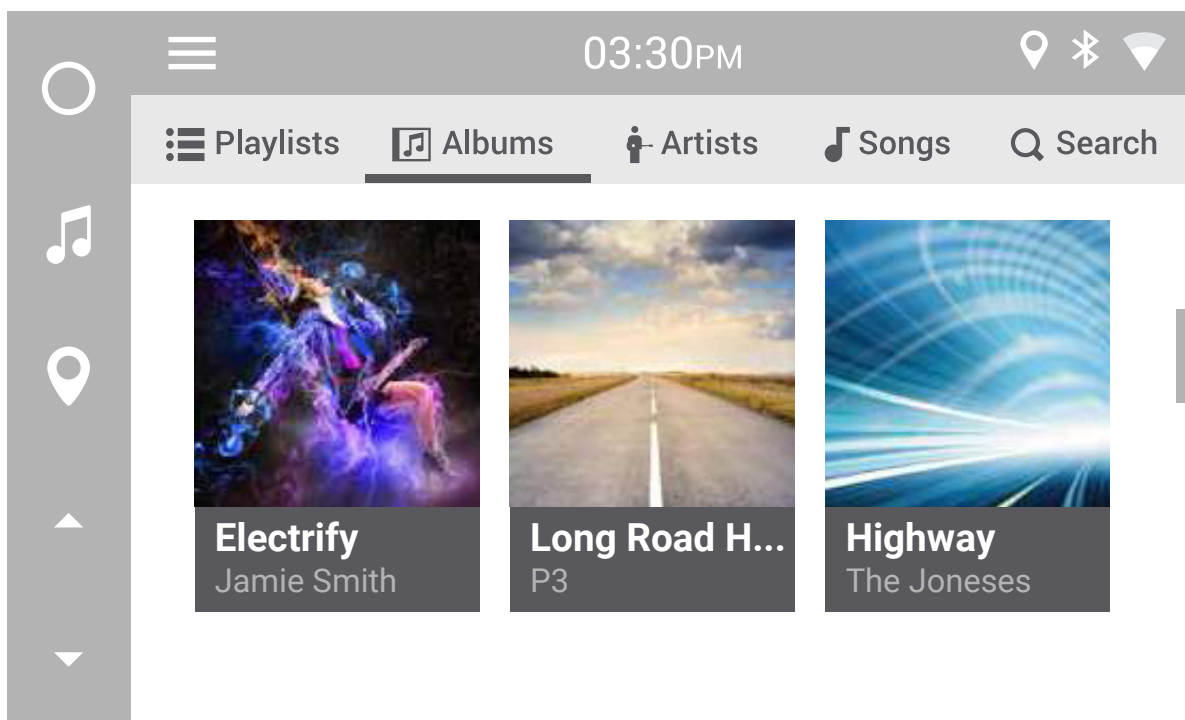 03:30PM
Playlists
Albums
Artists
Songs
Search
Electrify
Jamie Smith
Long Road H...
P3
Highway
The Joneses